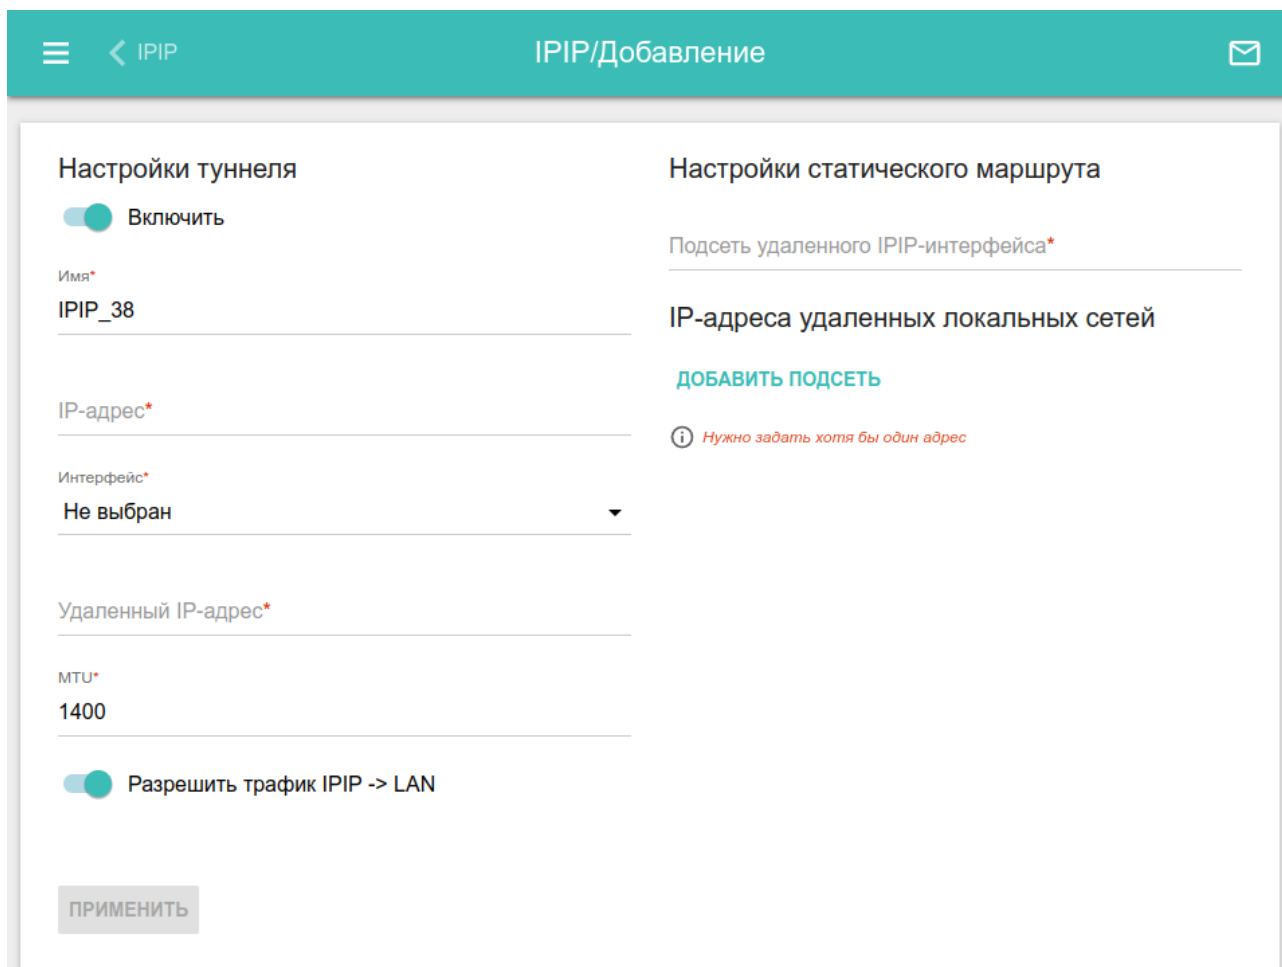 IPIP
IPIP/Добавление
Настройки туннеля
Включить
Имя*
IPIP_38
IP-адрес*
Интерфейс*
Не выбран
Удаленный IP-адрес*
MTU*
1400
Разрешить трафик IPIP -> LAN
ПРИМЕНИТЬ
Настройки статического маршрута
Подсеть удаленного IPIP-интерфейса*
IP-адреса удаленных локальных сетей
ДОБАВИТЬ ПОДСЕТЬ
Нужно задать хотя бы один адрес